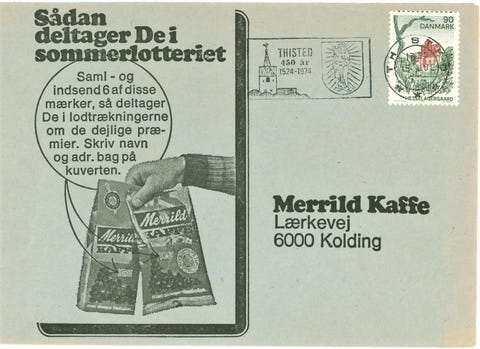 Sådan
deltager De i
sommerlotteriet
Saml - og
indsend 6 af disse
mærker, så deltager
De i lodtrækningerne
om de dejlige præ-
mier. Skriv navn
og adr. bag på
kuverten.
Merrild
KAFFE
Merrild
KAFFE
THISTED
450 år
1524-1974
90
DANMARK
Merrild Kaffe
Lærkevej
6000 Kolding